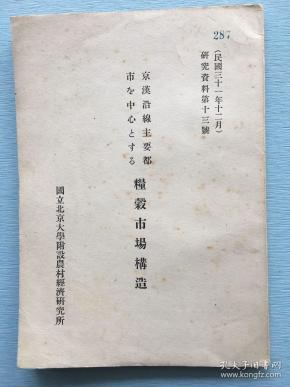 287
(民國三十一年十二月)
研究資料第十三號
京漢沿線主要都
市を中心とする
糧穀市場構造
國立北京大學附設農村經濟研究所
孔夫子旧书网